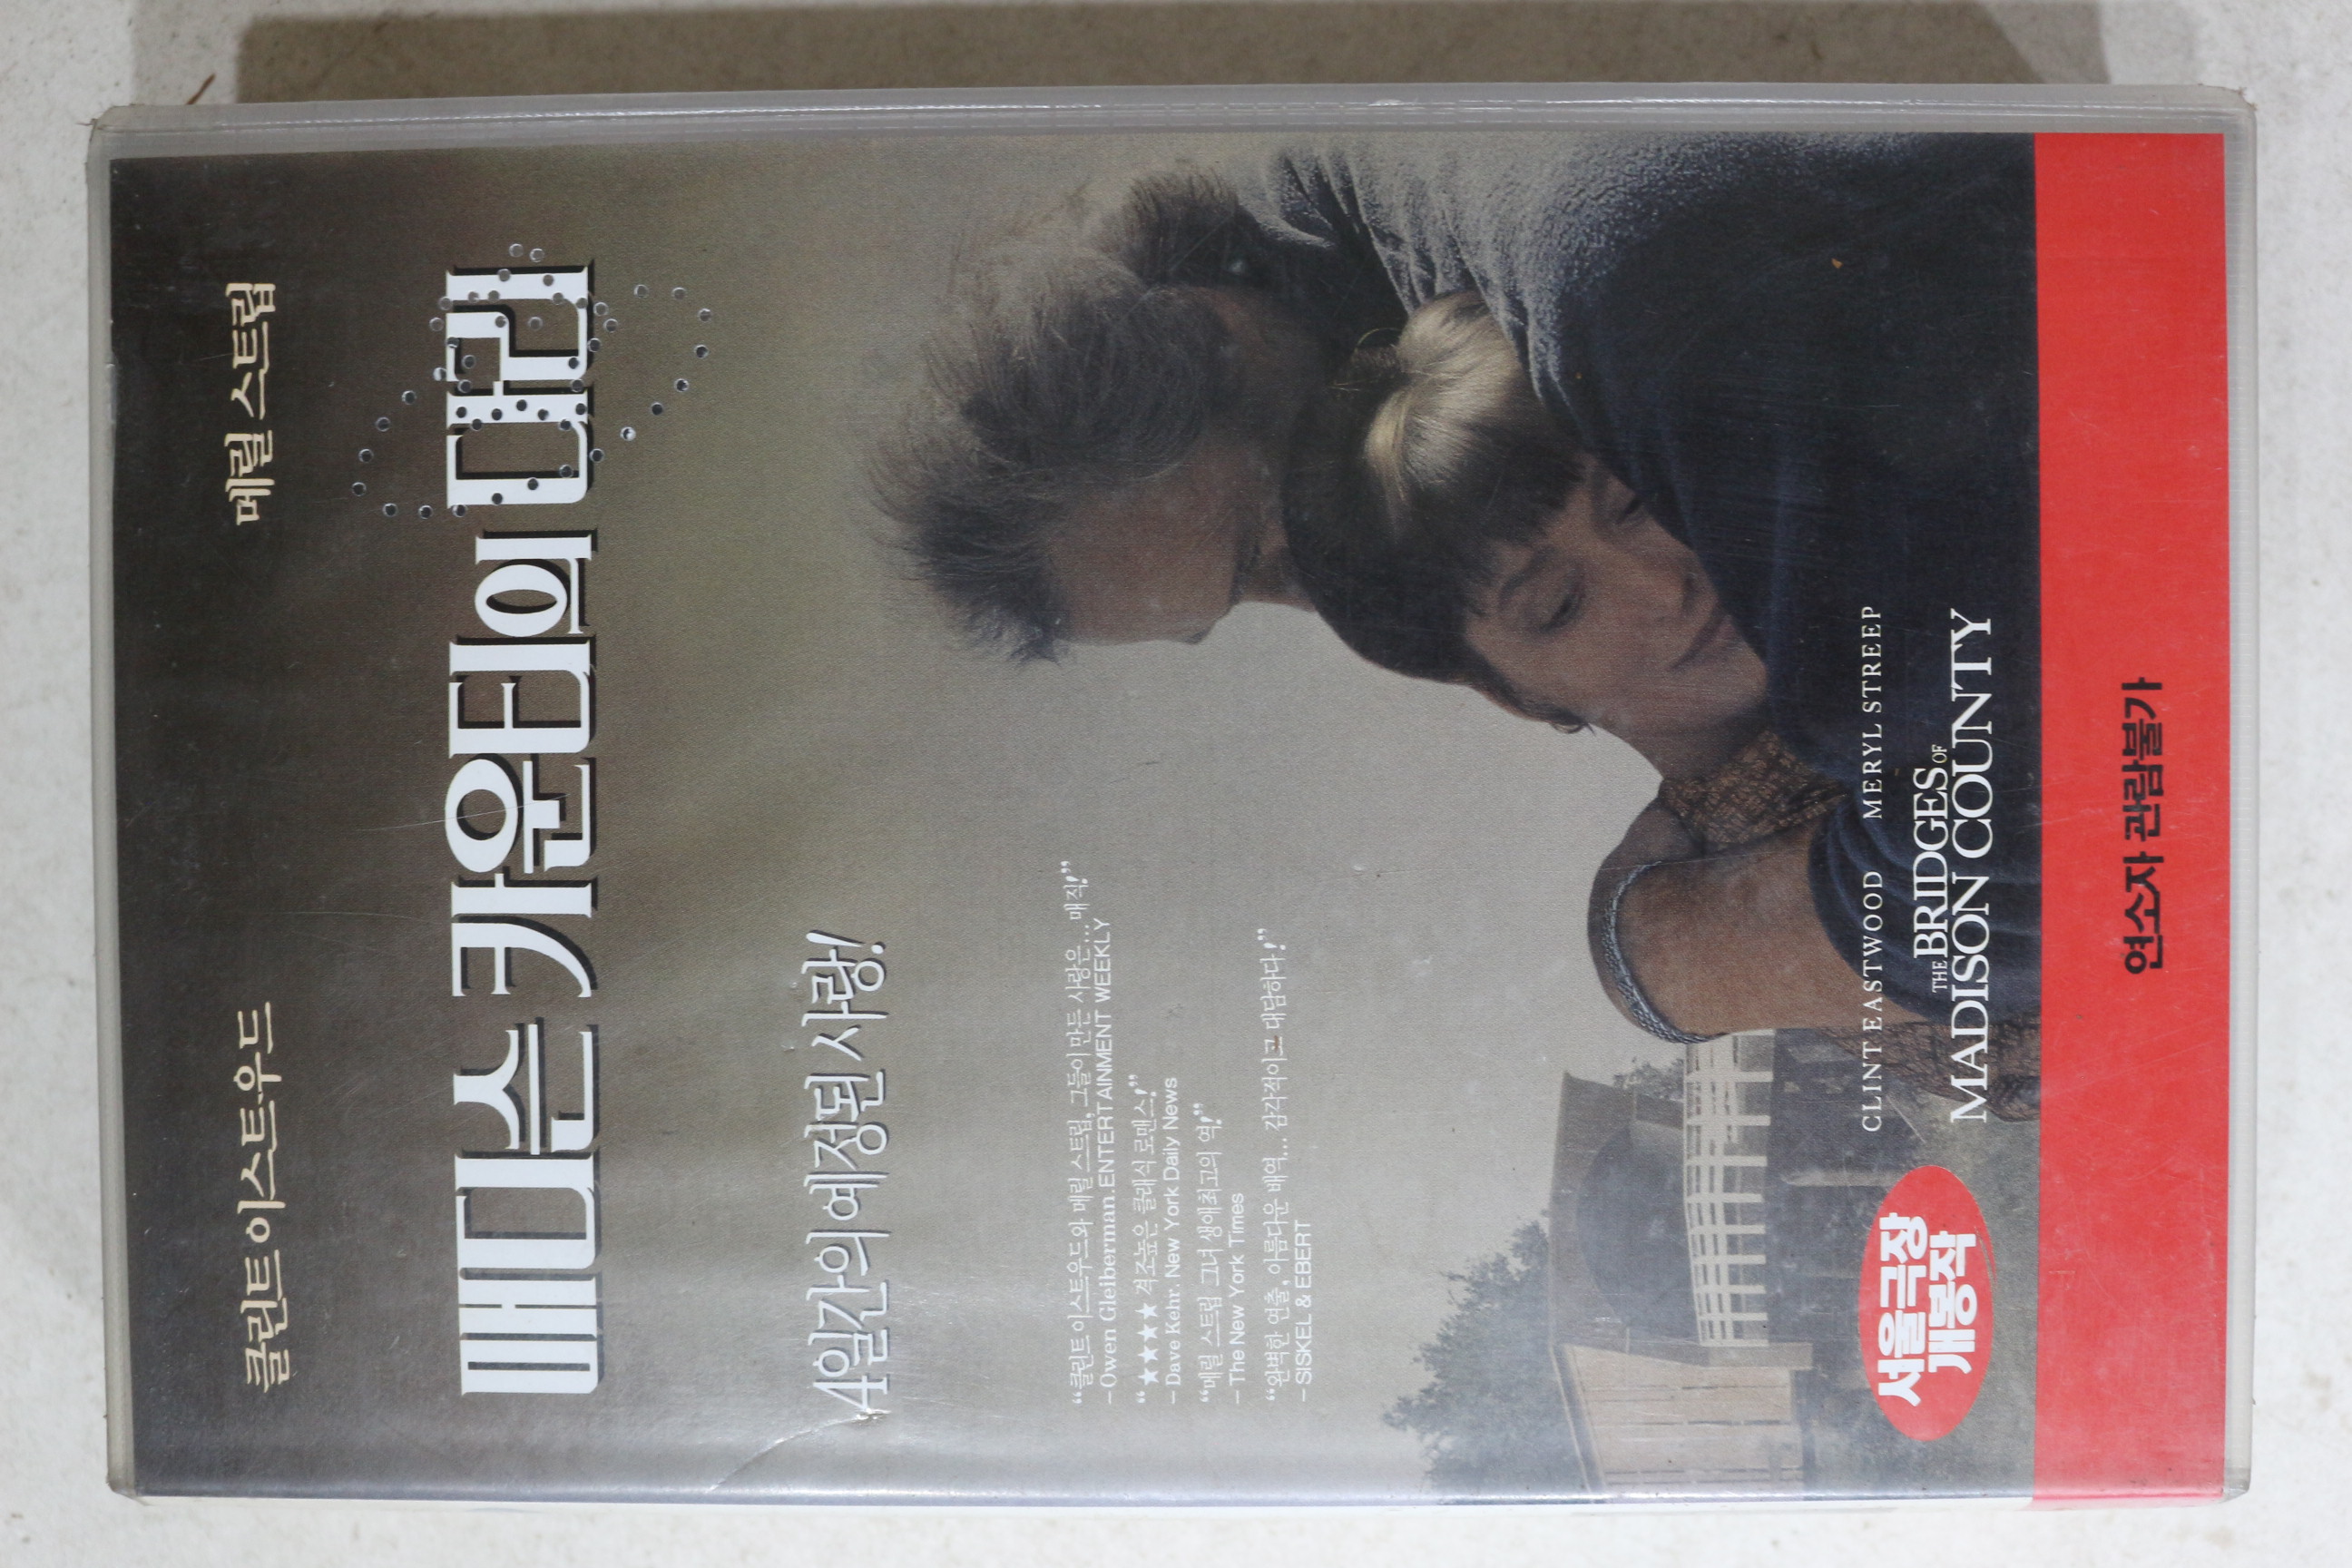 클린트 이스트우드 메릴 스트립
매디슨 카운티의 다리
4일간의 예정된 사랑!
“클린트 이스트우드와 메릴 스트립, 그들이 만든 사랑은...매직!”
– Owen Gleiberman. ENTERTAINMENT WEEKLY
“★★★★★ 격조높은 클래식 로맨스!”
– Dave Kehr. New York Daily News
“메릴 스트립 그녀 생애최고의 역!”
– The New York Times
“완벽한 연출, 아름다운 배역... 감각적이고 대담하다!”
– SISKEL & EBERT
CLINT EASTWOOD MERYL STREEP
THE BRIDGES OF
MADISON COUNTY
서울극장
개봉작
연소자 관람불가